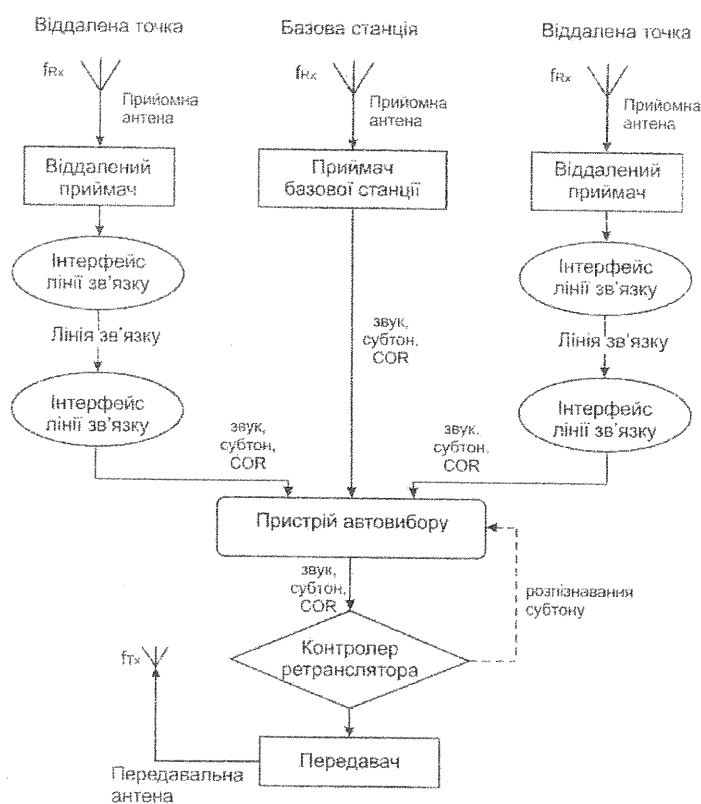 Віддалена точка
Базова станція
Віддалена точка
fRx
fRx
fRx
Прийомна
антена
Прийомна
антена
Прийомна
антена
Віддалений
приймач
Приймач
базової станції
Віддалений
приймач
Інтерфейс
лінії зв'язку
Інтерфейс
лінії зв'язку
звук,
субтон,
COR
Лінія зв'язку
Лінія зв'язку
Інтерфейс
лінії зв'язку
Інтерфейс
лінії зв'язку
звук,
субтон,
COR
звук,
субтон,
COR
Пристрій автовибору
звук,
субтон,
COR
розпізнавання
субтону
Контролер
ретранслятора
fTx
Передавач
Передавальна
антена